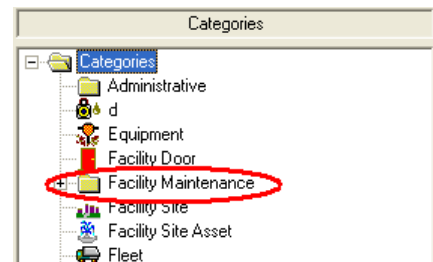 Categories
Categories
Administrative
d
Equipment
Facility Door
Facility Maintenance
Facility Site
Facility Site Asset
Fleet